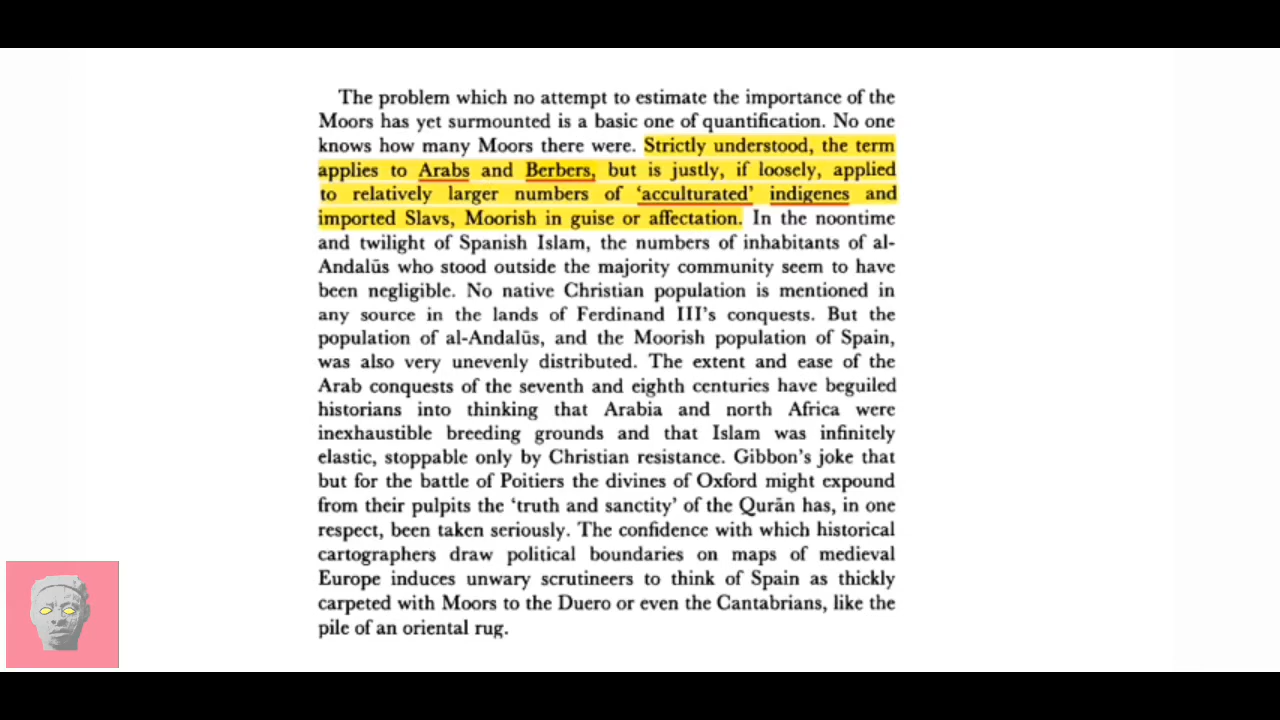 The problem which no attempt to estimate the importance of the
Moors has yet surmounted is a basic one of quantification. No one
knows how many Moors there were. Strictly understood, the term
applies to Arabs and Berbers, but is justly, if loosely, applied
to relatively larger numbers of ‘acculturated’ indigenes and
imported Slavs, Moorish in guise or affectation. In the noontime
and twilight of Spanish Islam, the numbers of inhabitants of al-
Andalūs who stood outside the majority community seem to have
been negligible. No native Christian population is mentioned in
any source in the lands of Ferdinand III's conquests. But the
population of al-Andalūs, and the Moorish population of Spain,
was also very unevenly distributed. The extent and ease of the
Arab conquests of the seventh and eighth centuries have beguiled
historians into thinking that Arabia and north Africa were
inexhaustible breeding grounds and that Islam was infinitely
elastic, stoppable only by Christian resistance. Gibbon's joke that
but for the battle of Poitiers the divines of Oxford might expound
from their pulpits the ‘truth and sanctity’ of the Qurān has, in one
respect, been taken seriously. The confidence with which historical
cartographers draw political boundaries on maps of medieval
Europe induces unwary scrutineers to think of Spain as thickly
carpeted with Moors to the Duero or even the Cantabrians, like the
pile of an oriental rug.